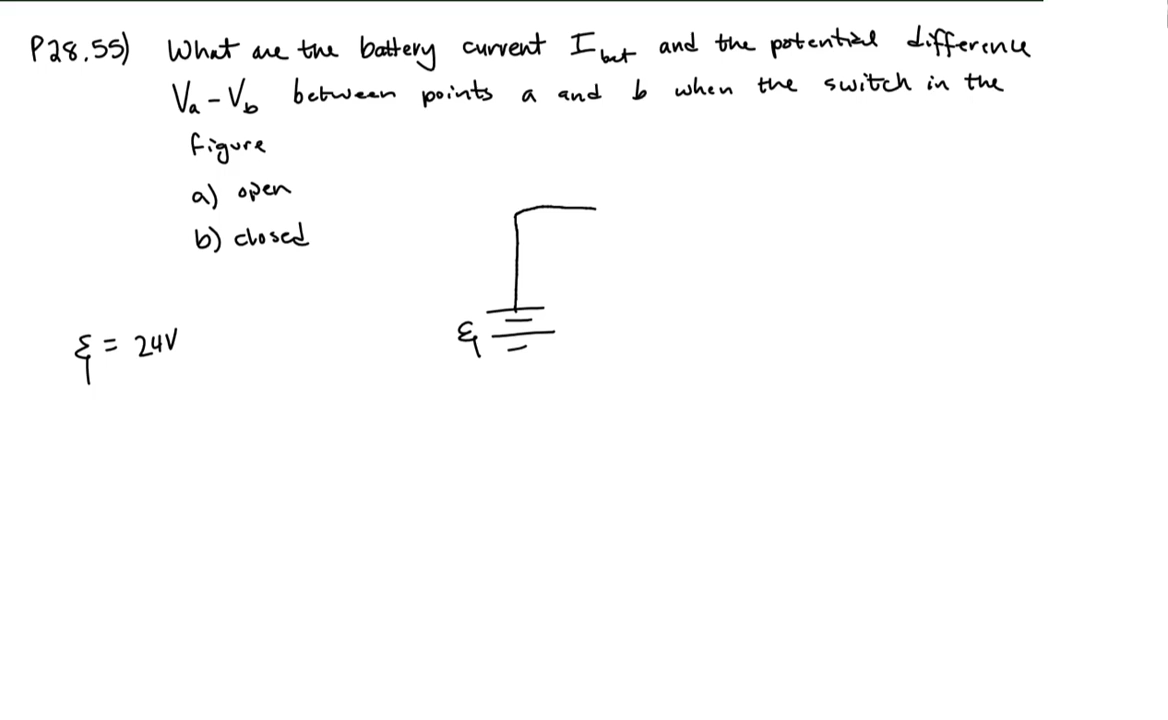 P28.55) What are the battery current I bat and the potential difference
Va - Vb between points a and b when the switch in the
figure
a) open
b) closed
ξ = 24V
ξ